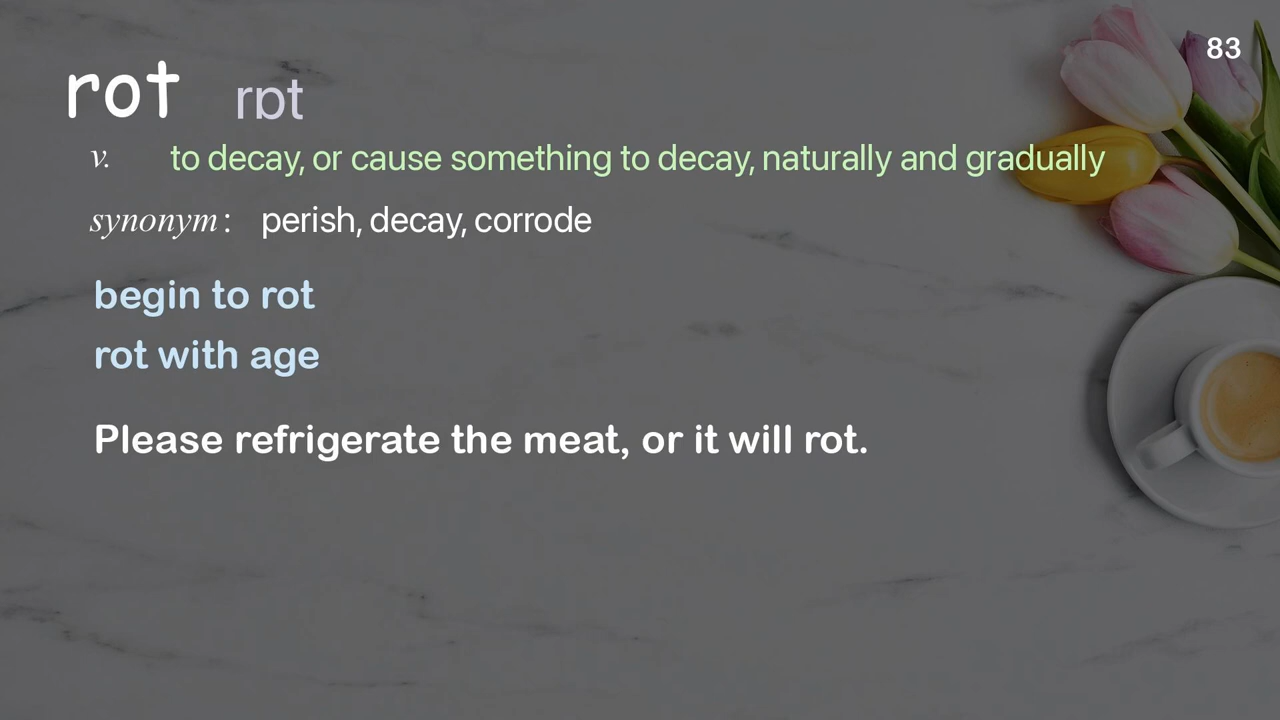 83
rot rɒt
v. to decay, or cause something to decay, naturally and gradually
synonym: perish, decay, corrode
begin to rot
rot with age
Please refrigerate the meat, or it will rot.